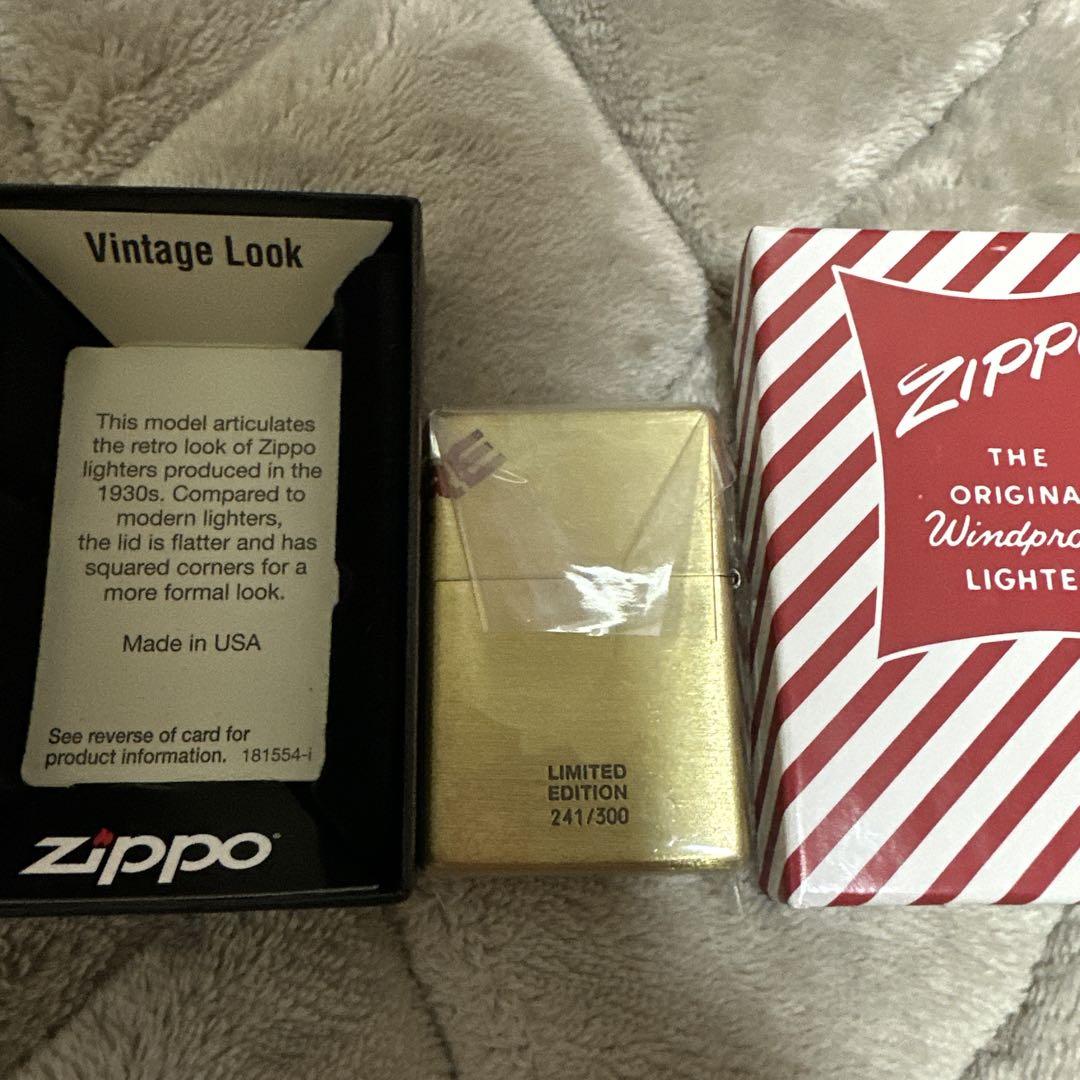 Vintage Look
This model articulates
the retro look of Zippo
lighters produced in the
1930s. Compared to
modern lighters,
the lid is flatter and has
squared corners for a
more formal look.
Made in USA
See reverse of card for
product information. 181554-i
zippo
LIMITED
EDITION
241/300
ZIPP
THE
ORIGINA
Windpro
LIGHTE